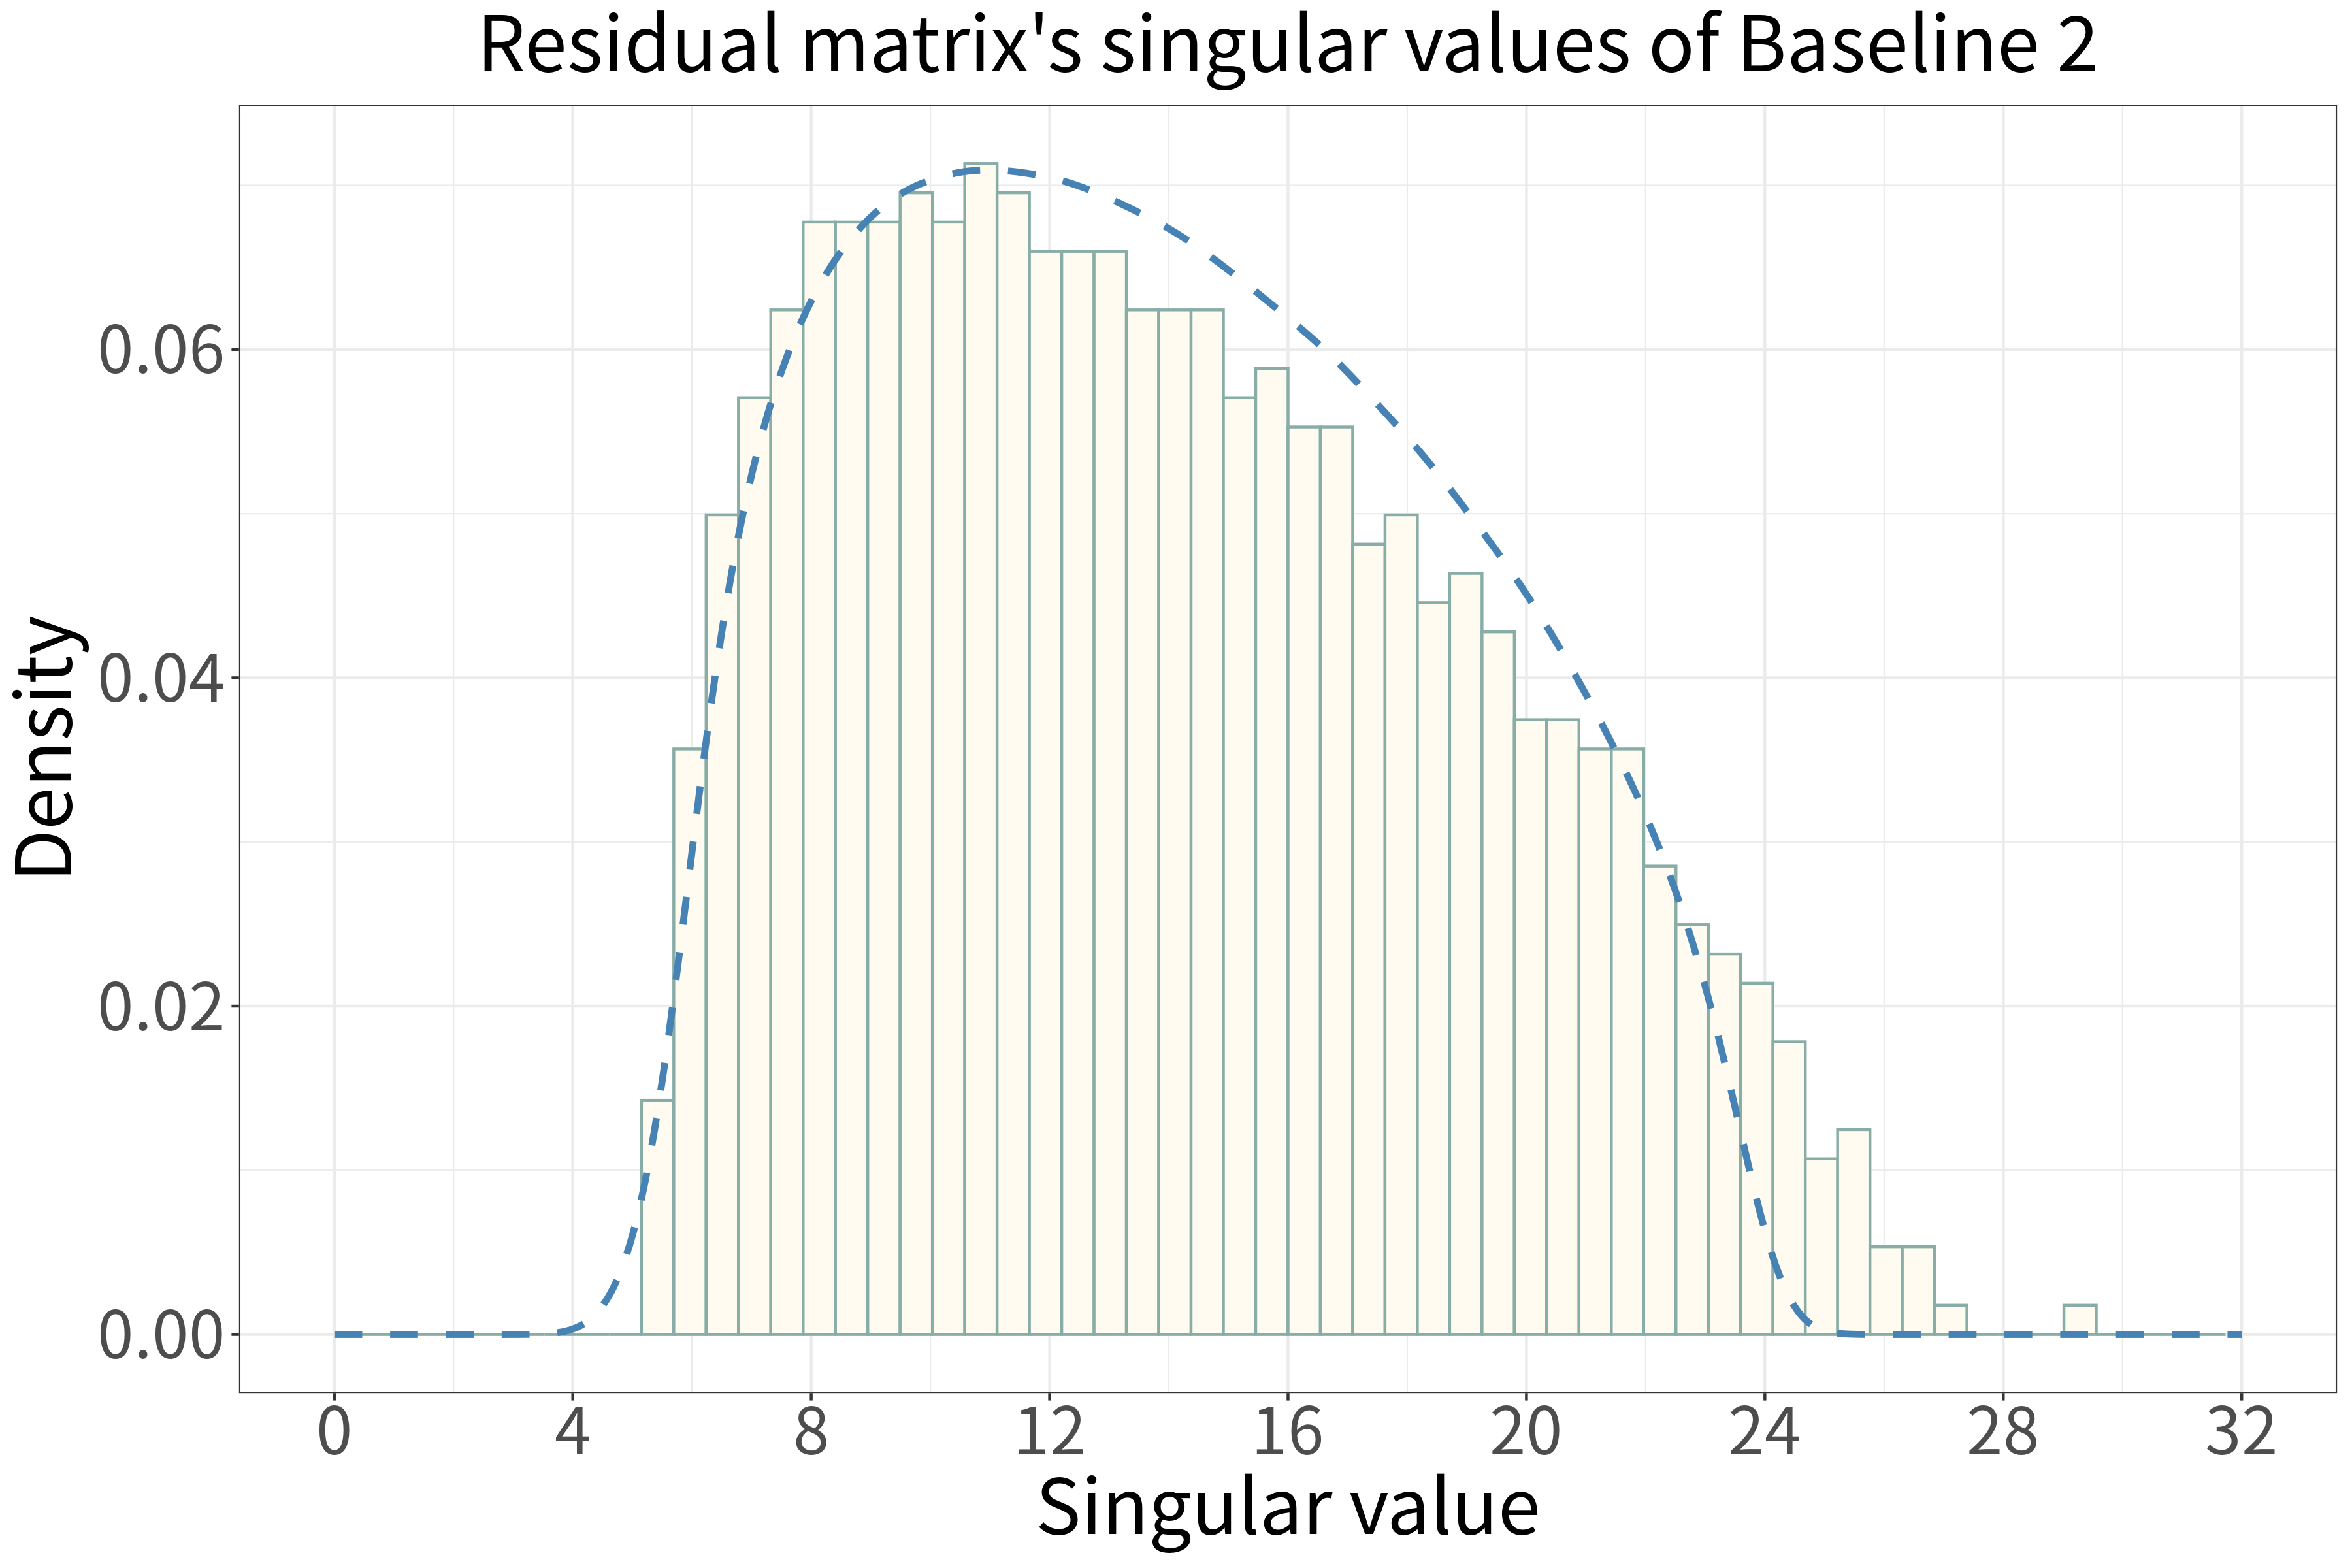 Residual matrix's singular values of Baseline 2
Density
0.06
0.04
0.02
0.00
0 4 8 12 16 20 24 28 32
Singular value